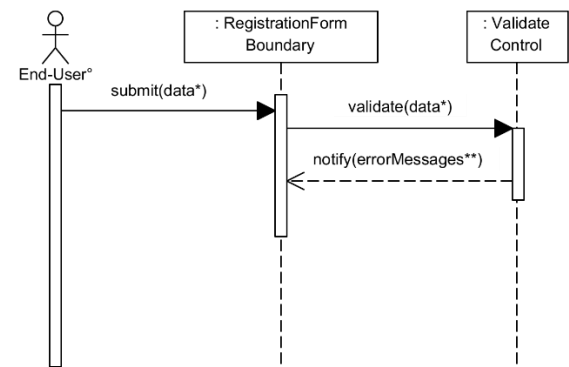 : RegistrationForm
Boundary
: Validate
Control
End-User°
submit(data*)
validate(data*)
notify(errorMessages**)